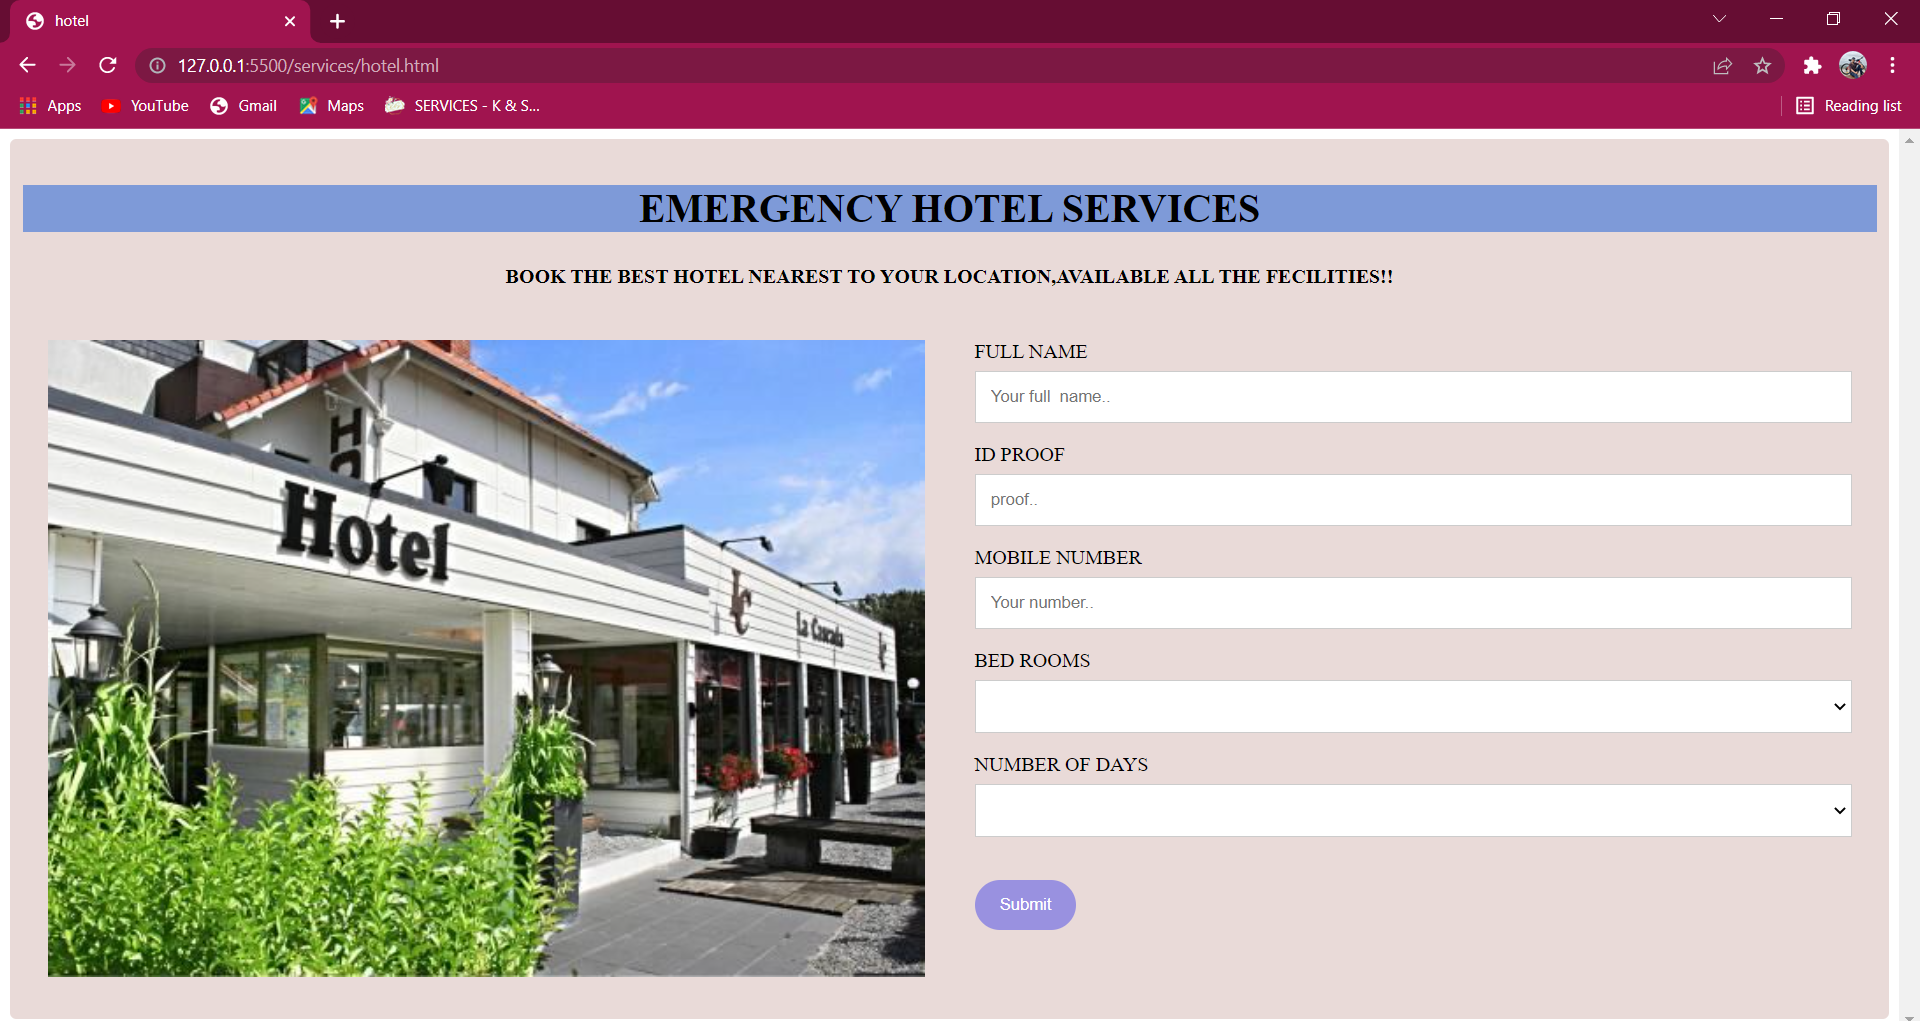 hotel
127.0.0.1:5500/services/hotel.html
Apps
YouTube
Gmail
Maps
SERVICES - K & S...
Reading list
EMERGENCY HOTEL SERVICES
BOOK THE BEST HOTEL NEAREST TO YOUR LOCATION,AVAILABLE ALL THE FECILITIES!!
HO
Hotel
LC
La Cascada
FULL NAME
Your full  name..
ID PROOF
proof..
MOBILE NUMBER
Your number..
BED ROOMS
NUMBER OF DAYS
Submit